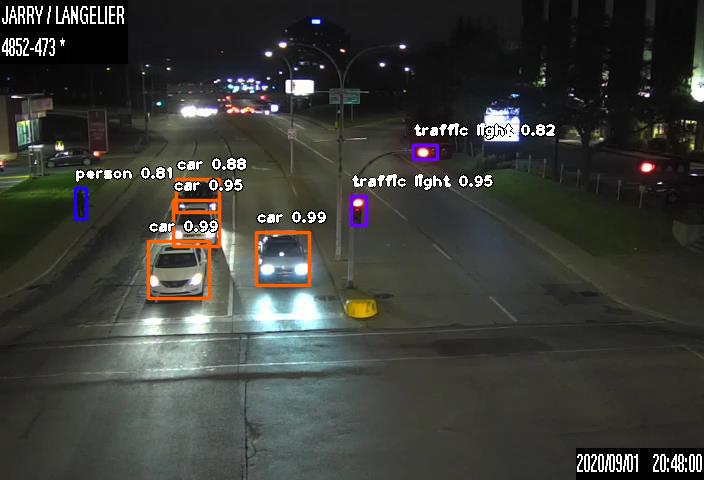 JARRY / LANGELIER
4852-473 *
traffic light 0.82
car 0.88
person 0.81
traffic light 0.95
car 0.95
car 0.99
car 0.99
2020/09/01 20:48:00